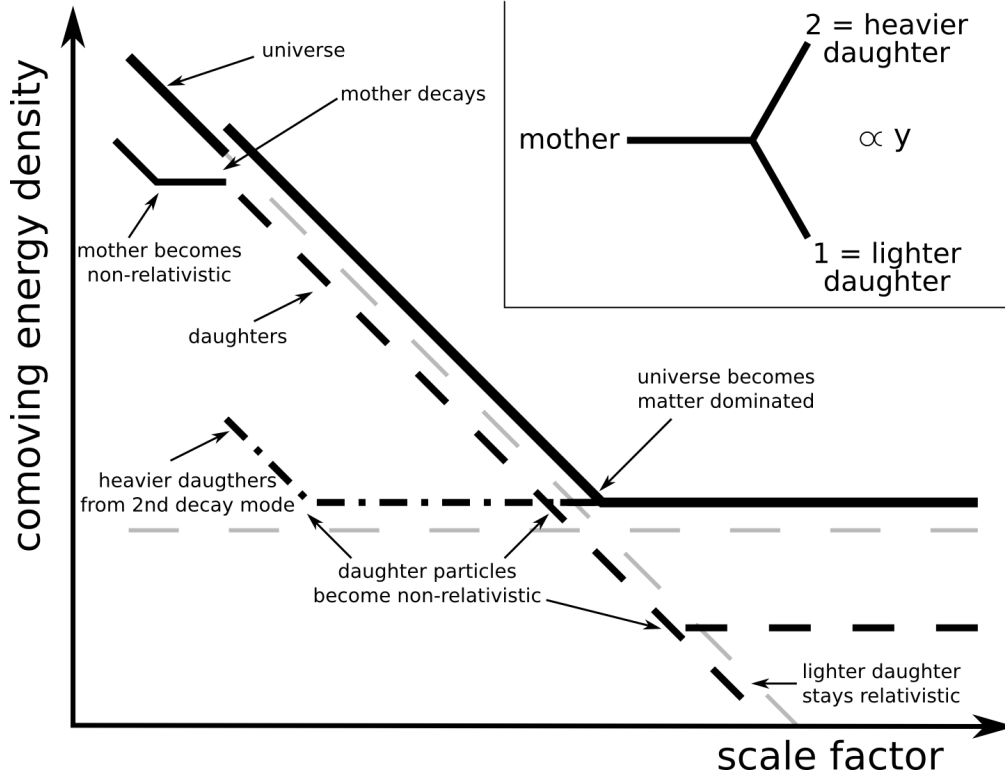 comoving energy density
universe
mother decays
mother becomes
non-relativistic
daughters
heavier daugthers
from 2nd decay mode
daughter particles
become non-relativistic
universe becomes
matter dominated
lighter daughter
stays relativistic
scale factor
mother
2 = heavier
daughter
∝ y
1 = lighter
daughter